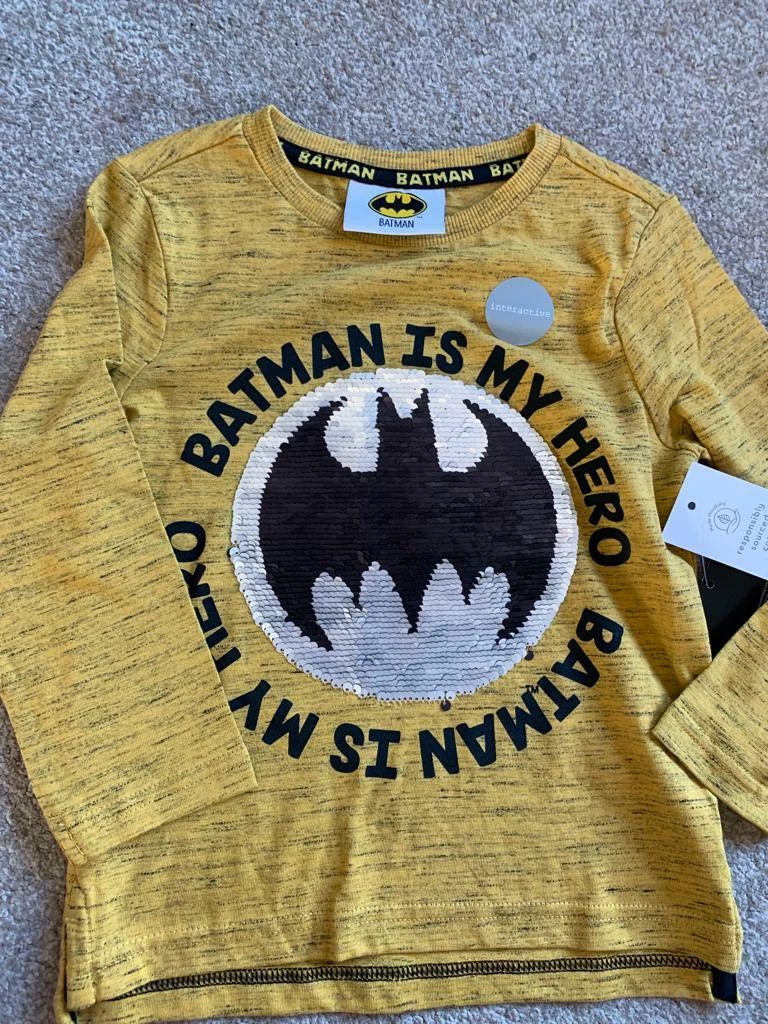 BATMAN BATMAN BAT
BATMAN
interactive
BATMAN IS MY HERO
BATMAN IS MY HERO
responsibly
sourced